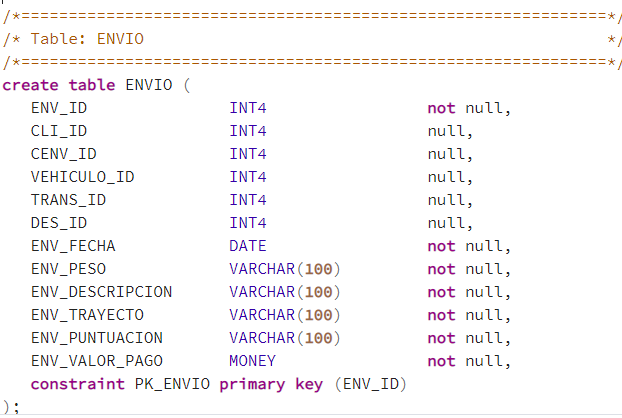 /*==============================================================*/
/* Table: ENVIO                                                 */
/*==============================================================*/
create table ENVIO (
   ENV_ID               INT4                 not null,
   CLI_ID               INT4                 null,
   CENV_ID              INT4                 null,
   VEHICULO_ID          INT4                 null,
   TRANS_ID             INT4                 null,
   DES_ID               INT4                 null,
   ENV_FECHA            DATE                 not null,
   ENV_PESO             VARCHAR(100)         not null,
   ENV_DESCRIPCION      VARCHAR(100)         not null,
   ENV_TRAYECTO         VARCHAR(100)         not null,
   ENV_PUNTUACION       VARCHAR(100)         not null,
   ENV_VALOR_PAGO       MONEY                not null,
   constraint PK_ENVIO primary key (ENV_ID)
);